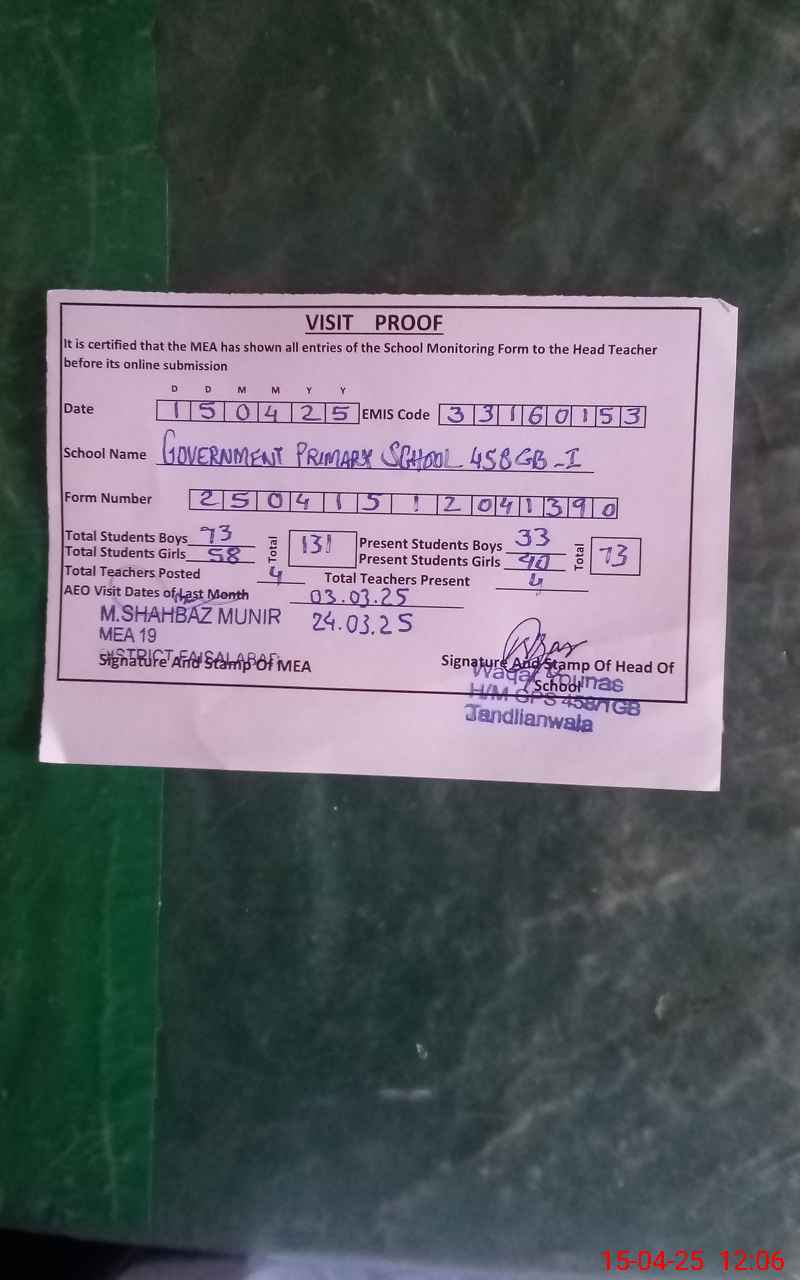 VISIT PROOF
It is certified that the MEA has shown all entries of the School Monitoring Form to the Head Teacher
before its online submission
D D M M Y Y
Date 1 5 0 4 2 5 EMIS Code 3 3 1 6 0 1 5 3
School Name GOVERNMENT PRIMARY SCHOOL 458GB-I
Form Number 2 5 0 4 1 5 1 2 0 4 1 3 9 0
Total Students Boys 73 Total 131 Present Students Boys 33 Total 73
Total Students Girls 58 Present Students Girls 40
Total Teachers Posted 4 Total Teachers Present 4
AEO Visit Dates of Last Month 03.03.25
24.03.25
M.SHAHBAZ MUNIR
MEA 19
DISTRICT FAISALABAD
Signature And Stamp Of MEA
Signature And Stamp Of Head Of
School
Waqar Younas
H/M GPS 458/1GB
Tandlianwala
15-04-25 12:06